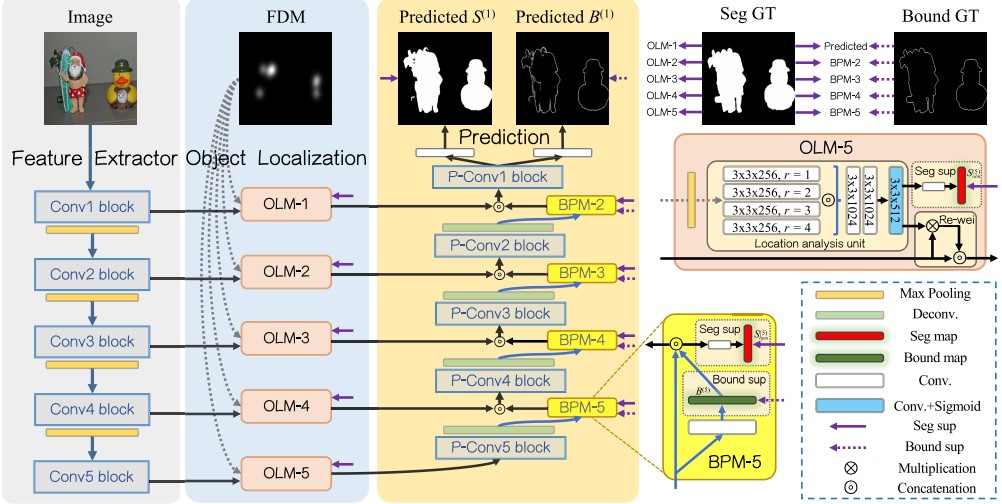 Image
FDM
Predicted S(1)
Predicted B(1)
Seg GT
Bound GT
OLM-1
OLM-2
OLM-3
OLM-4
OLM-5
Predicted
BPM-2
BPM-3
BPM-4
BPM-5
Feature Extractor
Object Localization
Prediction
P-Conv1 block
Conv1 block
OLM-1
BPM-2
P-Conv2 block
Conv2 block
OLM-2
BPM-3
P-Conv3 block
Conv3 block
OLM-3
BPM-4
P-Conv4 block
Conv4 block
OLM-4
BPM-5
P-Conv5 block
Conv5 block
OLM-5
OLM-5
3x3x256, r = 1
3x3x256, r = 2
3x3x256, r = 3
3x3x256, r = 4
3x3x1024
3x3x1024
3x3x512
Location analysis unit
Seg sup
Re-wei
Seg sup
Bound sup
B(5)
BPM-5
Max Pooling
Deconv.
Seg map
Bound map
Conv.
Conv.+Sigmoid
Seg sup
Bound sup
Multiplication
Concatenation